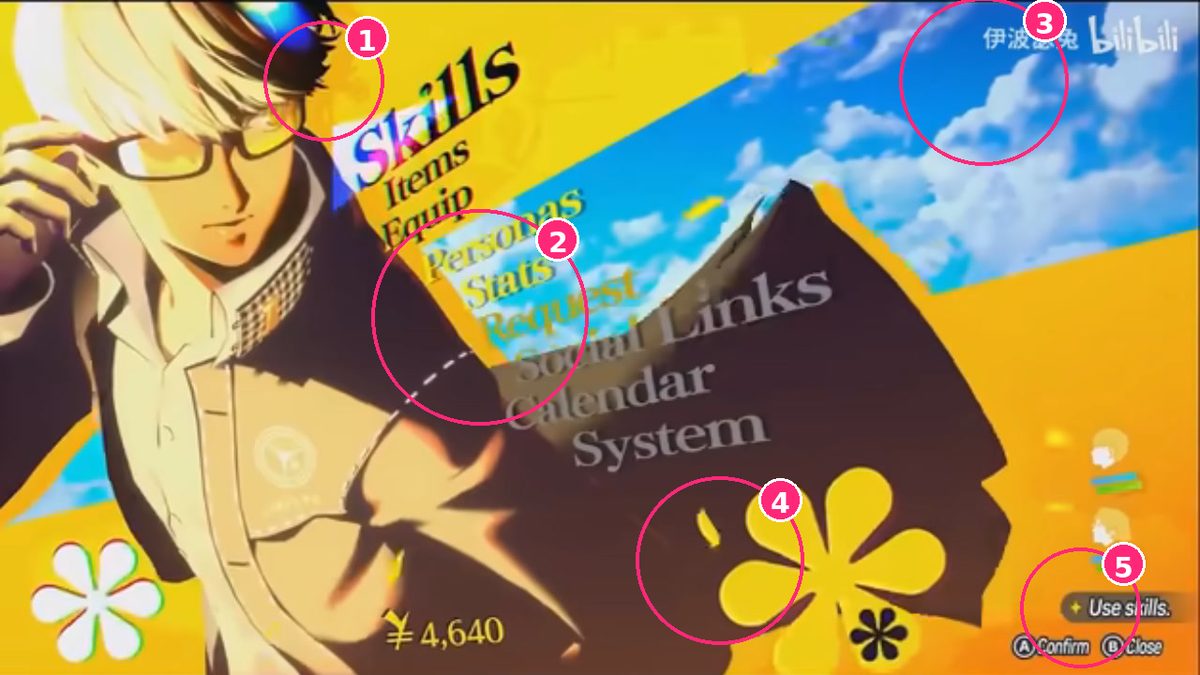 伊波 兔 bilibili
Skills
Items
Equip
Personas
Stats
Request
Social Links
Calendar
System
¥4,640
Use skills.
A Confirm B Close